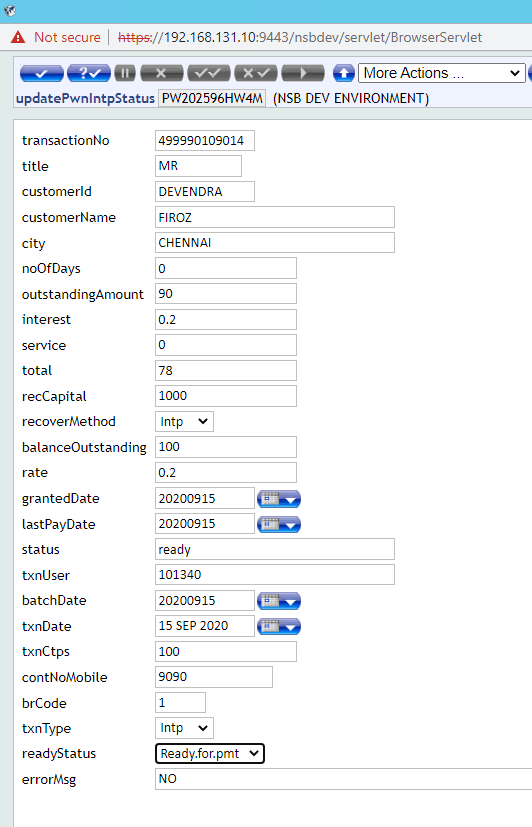 Not secure https://192.168.131.10:9443/nsbdev/servlet/BrowserServlet
More Actions ...
updatePwnIntpStatus PW202596HW4M (NSB DEV ENVIRONMENT)
transactionNo 499990109014
title MR
customerId DEVENDRA
customerName FIROZ
city CHENNAI
noOfDays 0
outstandingAmount 90
interest 0.2
service 0
total 78
recCapital 1000
recoverMethod Intp
balanceOutstanding 100
rate 0.2
grantedDate 20200915
lastPayDate 20200915
status ready
txnUser 101340
batchDate 20200915
txnDate 15 SEP 2020
txnCtps 100
contNoMobile 9090
brCode 1
txnType Intp
readyStatus Ready.for.pmt
errorMsg NO